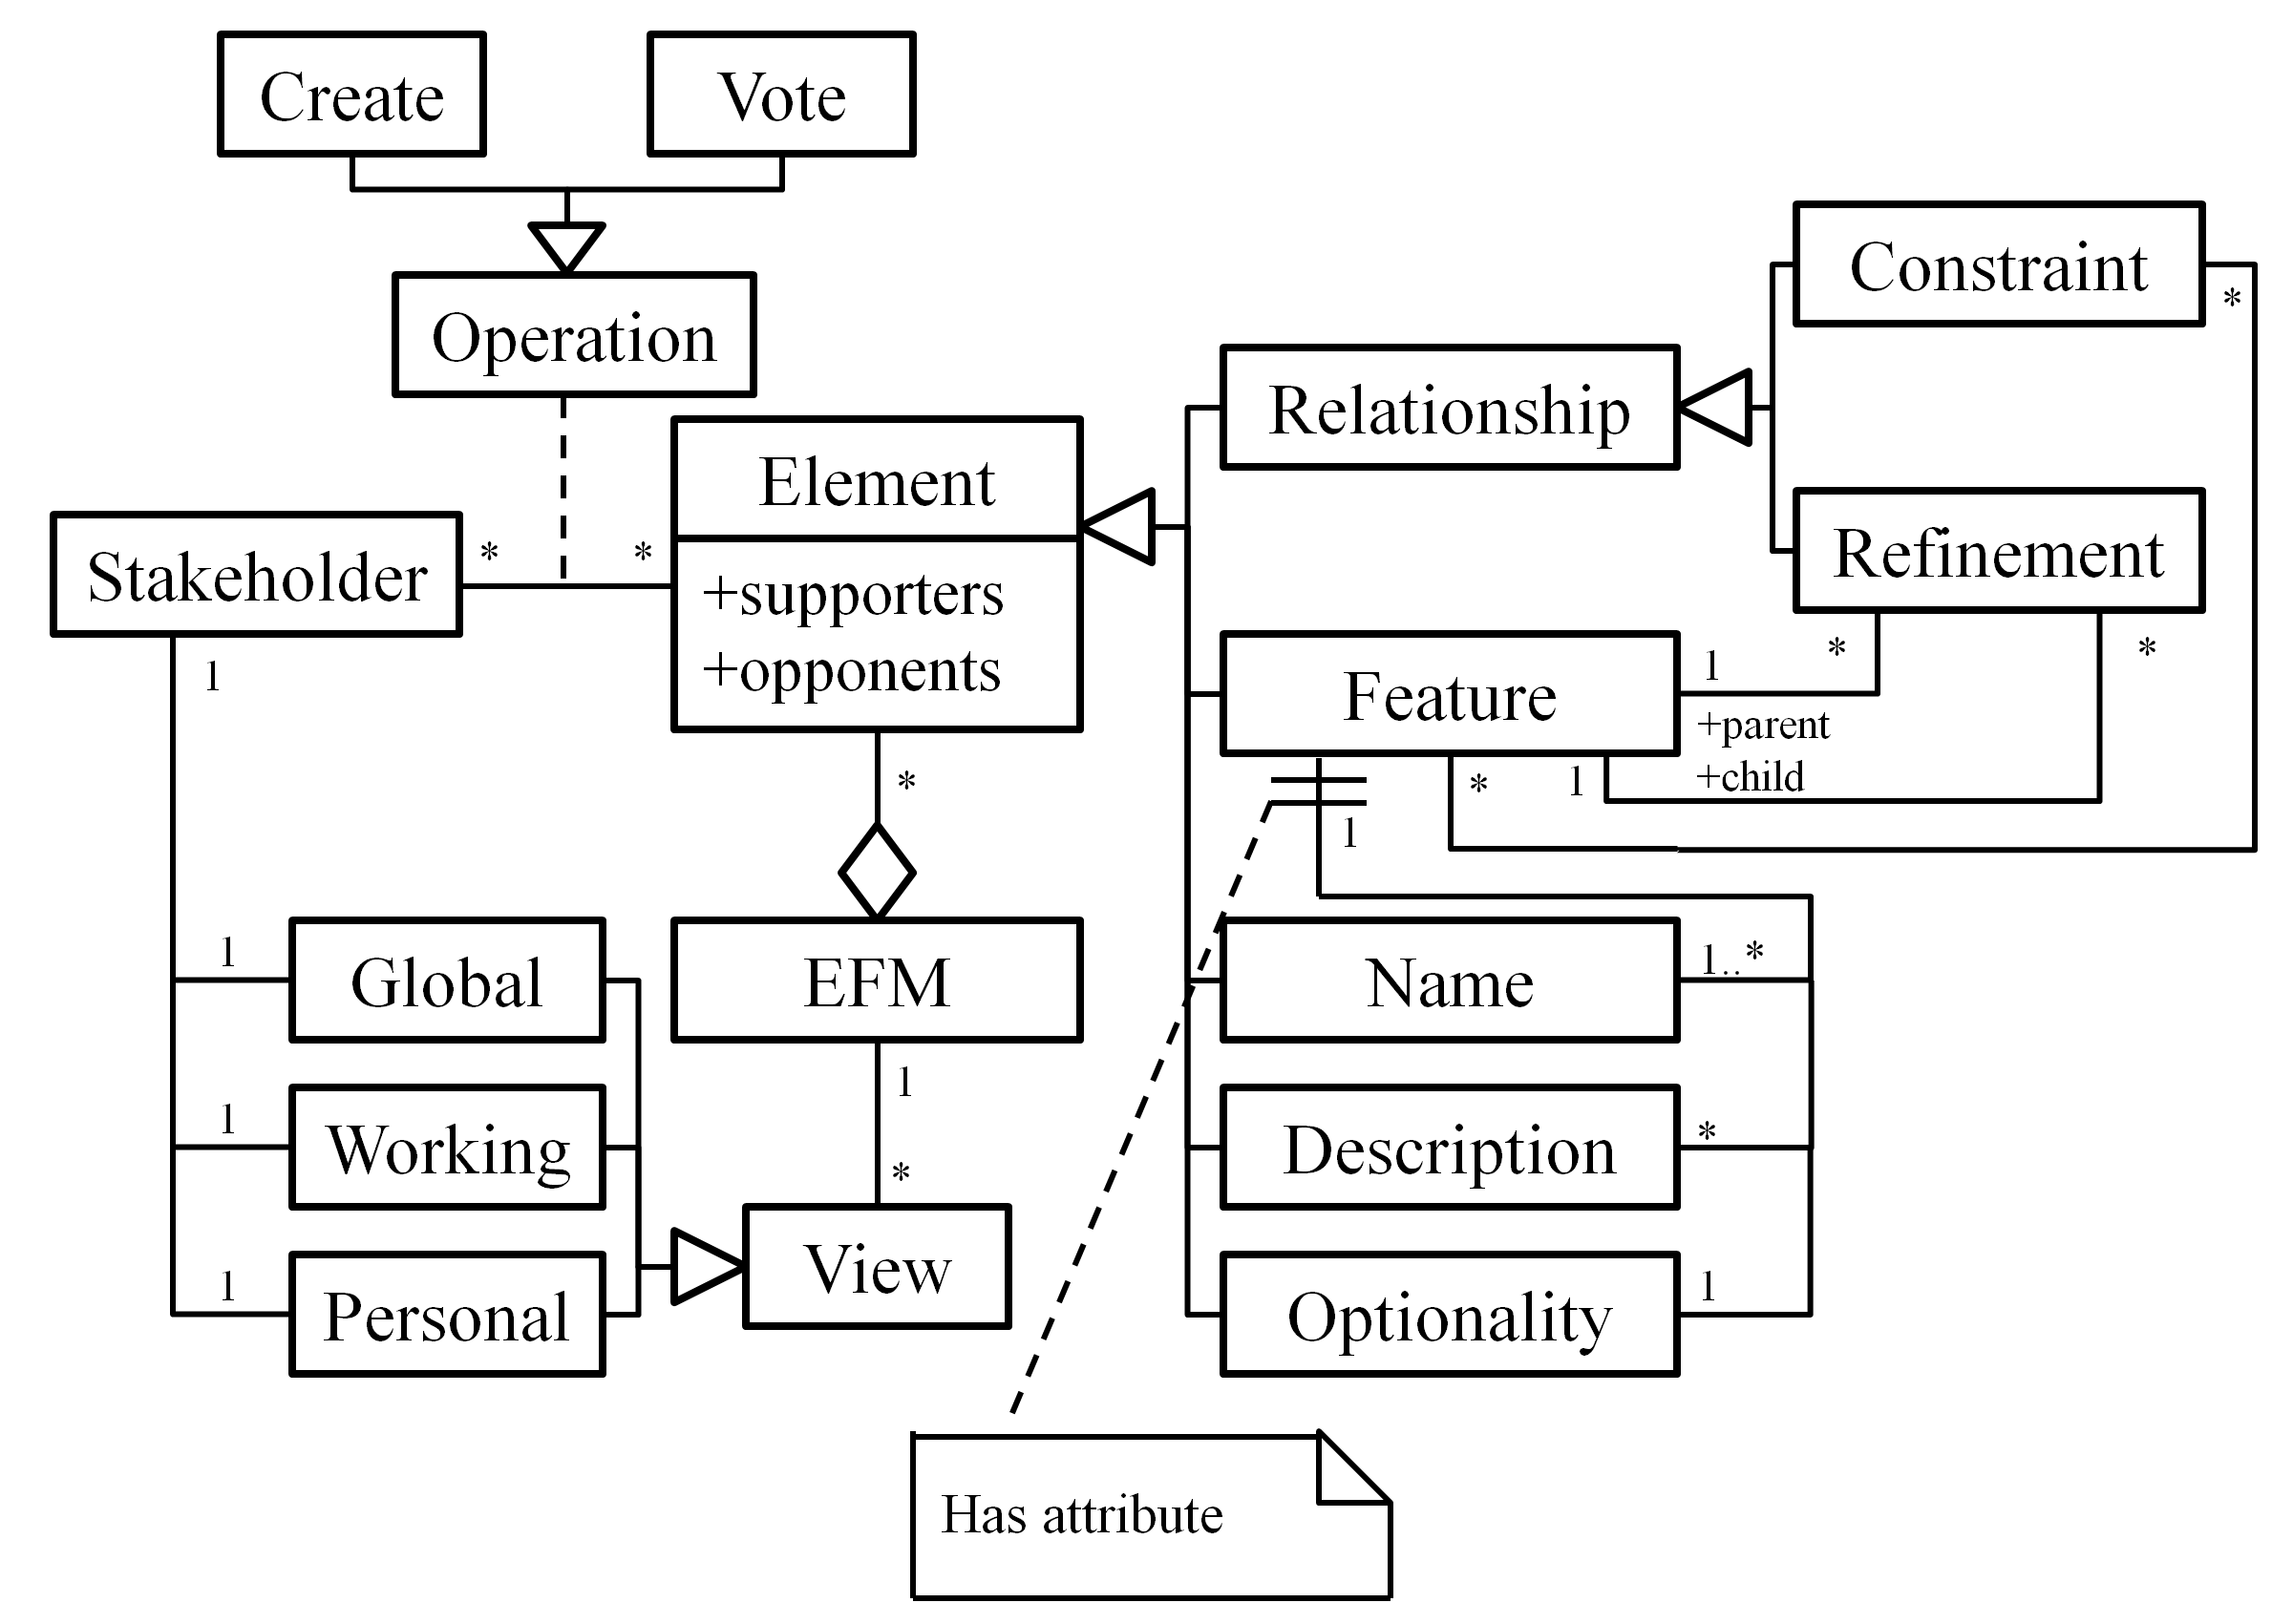 Create
Vote
Operation
Constraint
*
Relationship
Element
+supporters
+opponents
Stakeholder
*
*
1
Refinement
*
*
Feature
1
+parent
+child
1
*
1
*
Global
1
EFM
1
*
Name
1..*
Working
1
Description
*
Personal
1
View
Optionality
1
Has attribute